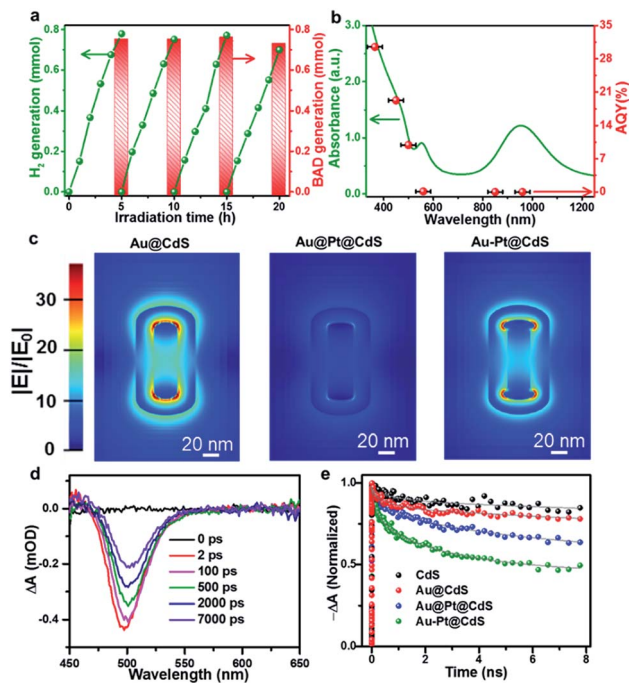 a
H₂ generation (mmol)
0.8
0.6
0.4
0.2
0.0
0 5 10 15 20
Irradiation time (h)
0.8
0.6
0.4
0.2
0.0
BAD generation (mmol)
b
Absorbance (a.u.)
3.0
2.0
1.0
0.0
400 600 800 1000 1200
Wavelength (nm)
35
28
21
14
7
0
AQY(%)
c
|E|/|E₀|
30
20
10
0
Au@CdS
20 nm
Au@Pt@CdS
20 nm
Au-Pt@CdS
20 nm
d
ΔA (mOD)
0.0
-0.2
-0.4
0 ps
2 ps
100 ps
500 ps
2000 ps
7000 ps
450 500 550 600 650
Wavelength (nm)
e
−ΔA (Normalized)
1.0
0.5
0.0
CdS
Au@CdS
Au@Pt@CdS
Au-Pt@CdS
0 2 4 6 8
Time (ns)